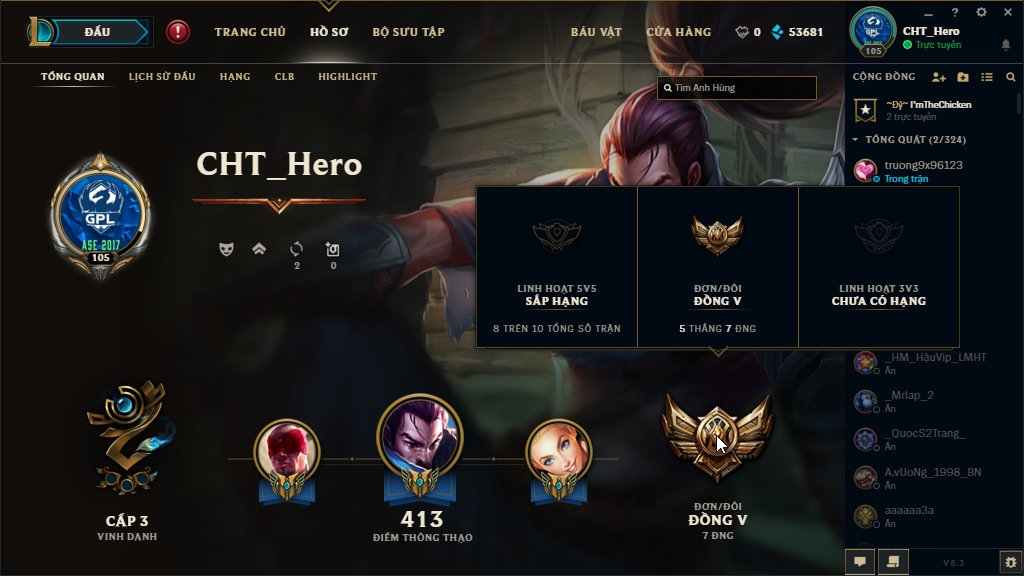 ĐẤU
TRANG CHỦ
HỒ SƠ
BỘ SƯU TẬP
BÁU VẬT
CỬA HÀNG
0
53681
CHT_Hero
Trực tuyến
105
TỔNG QUAN
LỊCH SỬ ĐẤU
HẠNG
CLB
HIGHLIGHT
Tìm Anh Hùng
CỘNG ĐỒNG
~Đỹ~ I'mTheChicken
2 trực tuyến
TỔNG QUÁT (2/324)
truong9x96123
Trong trận
CHT_Hero
GPL
ASE 2017
105
2
0
LINH HOẠT 5V5
SẮP HẠNG
8 TRÊN 10 TỔNG SỐ TRẬN
ĐƠN/ĐÔI
ĐỒNG V
5 THẮNG 7 ĐNG
LINH HOẠT 3V3
CHƯA CÓ HẠNG
_HM_HậuVip_LMHT
Ẩn
_Mrlap_2
Ẩn
_QuocS2Trang_
Ẩn
A.vUoNg_1998_BN
Ẩn
aaaaaa3a
Ẩn
CẤP 3
VINH DANH
413
ĐIỂM THÔNG THẠO
ĐƠN/ĐÔI
ĐỒNG V
7 ĐNG
V8.3